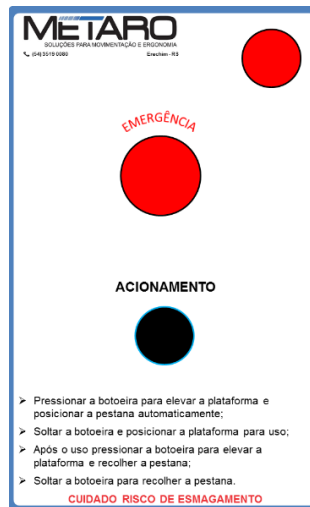 METARO
SOLUÇÕES PARA MOVIMENTAÇÃO E ERGONOMIA
(54) 3519 0080 Erechim - RS
EMERGÊNCIA
ACIONAMENTO
➢ Pressionar a botoeira para elevar a plataforma e
posicionar a pestana automaticamente;
➢ Soltar a botoeira e posicionar a plataforma para uso;
➢ Após o uso pressionar a botoeira para elevar a
plataforma e recolher a pestana;
➢ Soltar a botoeira para recolher a pestana.
CUIDADO RISCO DE ESMAGAMENTO